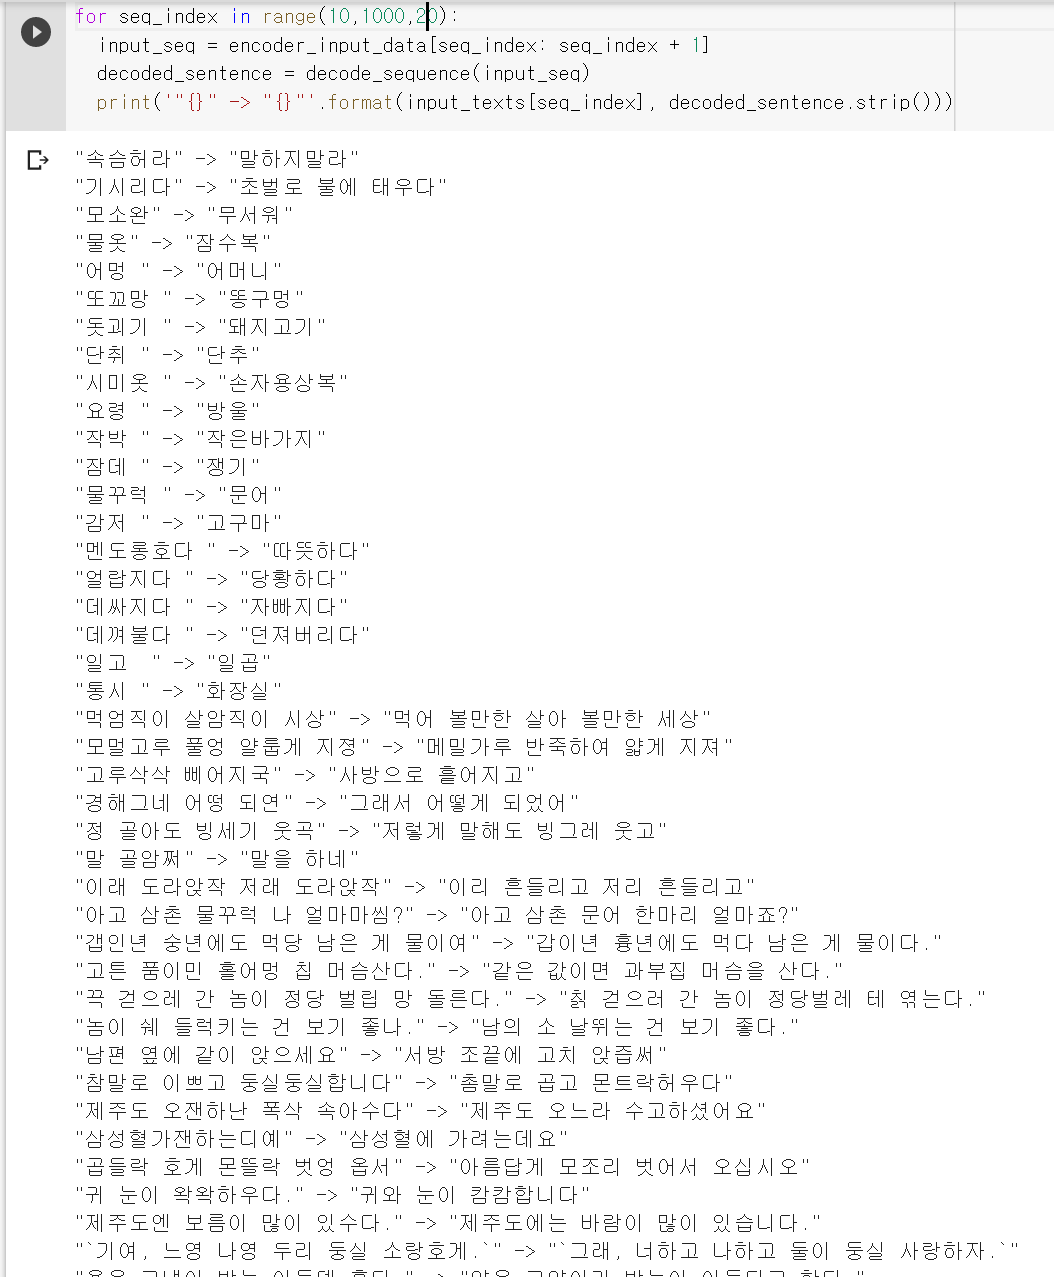 for seq_index in range(10,1000,20):
input_seq = encoder_input_data[seq_index: seq_index + 1]
decoded_sentence = decode_sequence(input_seq)
print('"{}" -> "{}"'.format(input_texts[seq_index], decoded_sentence.strip()))
"속슴허라" -> "말하지말라"
"기시리다" -> "초벌로 불에 태우다"
"모소완" -> "무서워"
"물옷" -> "잠수복"
"어멍 " -> "어머니"
"또꼬망 " -> "똥구멍"
"돗괴기 " -> "돼지고기"
"단취 " -> "단추"
"시미옷 " -> "손자용상복"
"요령 " -> "방울"
"작박 " -> "작은바가지"
"잠데 " -> "쟁기"
"물꾸럭 " -> "문어"
"감저 " -> "고구마"
"멘도롱호다 " -> "따뜻하다"
"얼랍지다 " -> "당황하다"
"데싸지다 " -> "자빠지다"
"데껴불다 " -> "던져버리다"
"일고  " -> "일곱"
"통시 " -> "화장실"
"먹엄직이 살암직이 시상" -> "먹어 볼만한 살아 볼만한 세상"
"모멀고루 풀엉 얄룹게 지졍" -> "메밀가루 반죽하여 얇게 지져"
"고루삭삭 삐어지국" -> "사방으로 흩어지고"
"경해그네 어떵 되연" -> "그래서 어떻게 되었어"
"정 골아도 빙세기 웃곡" -> "저렇게 말해도 빙그레 웃고"
"말 골암쩌" -> "말을 하네"
"이래 도라앉작 저래 도라앉작" -> "이리 흔들리고 저리 흔들리고"
"아고 삼촌 물꾸럭 나 얼마마씸?" -> "아고 삼촌 문어 한마리 얼마죠?"
"갭인년 숭년에도 먹당 남은 게 물이여" -> "갑이년 흉년에도 먹다 남은 게 물이다."
"고튼 품이민 홀어멍 칩 머슴산다." -> "같은 값이면 과부집 머슴을 산다."
"끅 걷으레 간 놈이 정당 벌립 망 돌른다." -> "칡 걷으러 간 놈이 정당벌레 테 엮는다."
"놈이 쉐 들럭키는 건 보기 좋나." -> "남의 소 날뛰는 건 보기 좋다."
"남편 옆에 같이 앉으세요" -> "서방 조끝에 고치 앉즙써"
"참말로 이쁘고 둥실둥실합니다" -> "촘말로 곱고 몬트락허우다"
"제주도 오잰하난 폭삭 속아수다" -> "제주도 오느라 수고하셨어요"
"삼성혈가잰하는디예" -> "삼성혈에 가려는데요"
"곱들락 호게 몬뜰락 벗엉 옵서" -> "아름답게 모조리 벗어서 오십시오"
"귀 눈이 왁왁하우다." -> "귀와 눈이 캄캄합니다"
"제주도엔 보름이 많이 있수다." -> "제주도에는 바람이 많이 있습니다."
"`기여, 느영 나영 두리 둥실 소랑호게.`" -> "`그래, 너하고 나하고 둘이 둥실 사랑하자.`"